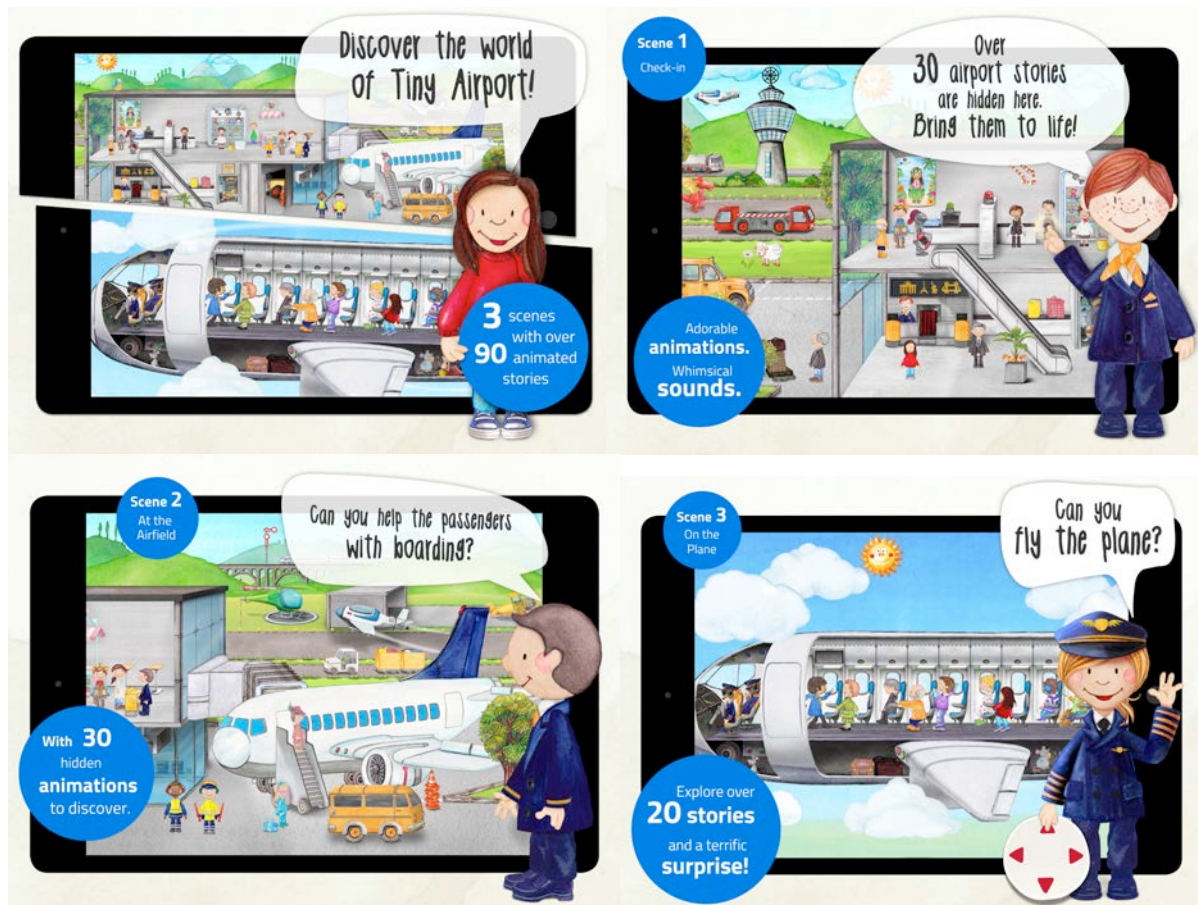 Discover the world
of Tiny Airport!
3 scenes
with over
90 animated
stories
Scene 1
Check-in
Over
30 airport stories
are hidden here.
Bring them to life!
Adorable
animations.
Whimsical
sounds.
Scene 2
At the
Airfield
Can you help the passengers
with boarding?
With 30
hidden
animations
to discover.
Scene 3
On the
Plane
Can you
fly the plane?
Explore over
20 stories
and a terrific
surprise!